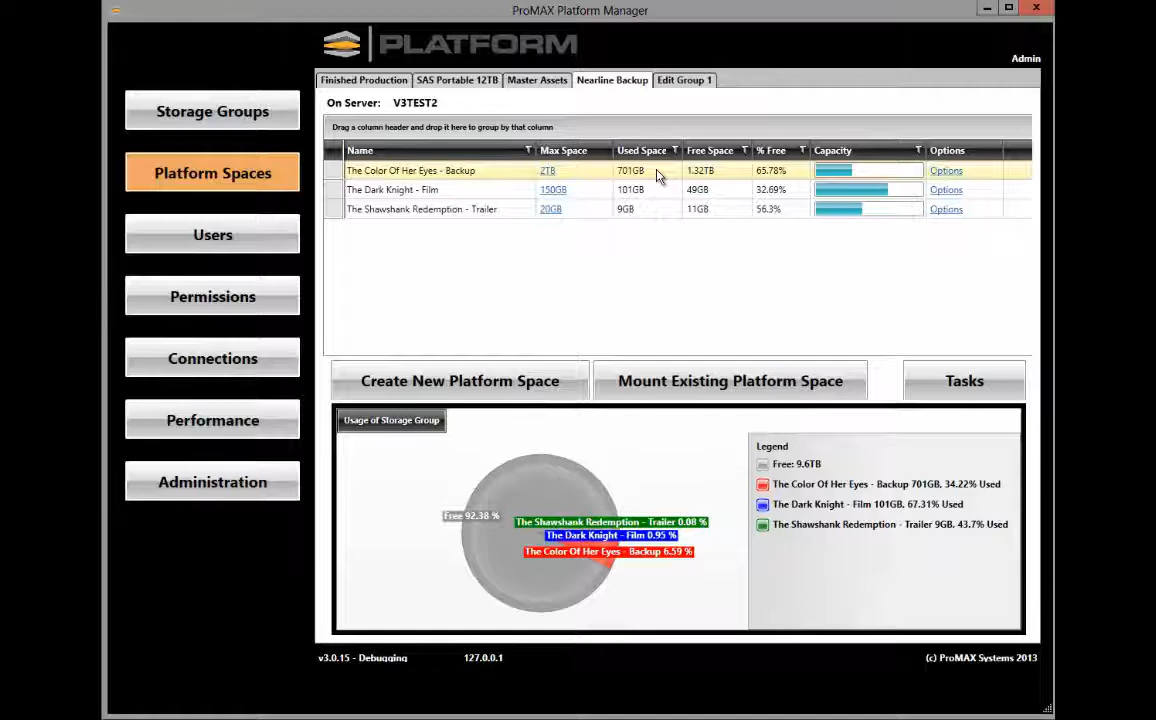 ProMAX Platform Manager
PLATFORM
Admin
Storage Groups
Platform Spaces
Users
Permissions
Connections
Performance
Administration
Finished Production SAS Portable 12TB Master Assets Nearline Backup Edit Group 1
On Server: V3TEST2
Drag a column header and drop it here to group by that column
Name Max Space Used Space Free Space % Free Capacity Options
The Color Of Her Eyes - Backup 2TB 701GB 1.32TB 65.78% Options
The Dark Knight - Film 150GB 101GB 49GB 32.69% Options
The Shawshank Redemption - Trailer 20GB 9GB 11GB 56.3% Options
Create New Platform Space Mount Existing Platform Space Tasks
Usage of Storage Group
Free 92.38 %
The Shawshank Redemption - Trailer 0.08 %
The Dark Knight - Film 0.95 %
The Color Of Her Eyes - Backup 6.59 %
Legend
Free: 9.6TB
The Color Of Her Eyes - Backup 701GB, 34.22% Used
The Dark Knight - Film 101GB, 67.31% Used
The Shawshank Redemption - Trailer 9GB, 43.7% Used
v3.0.15 - Debugging 127.0.0.1 (c) ProMAX Systems 2013